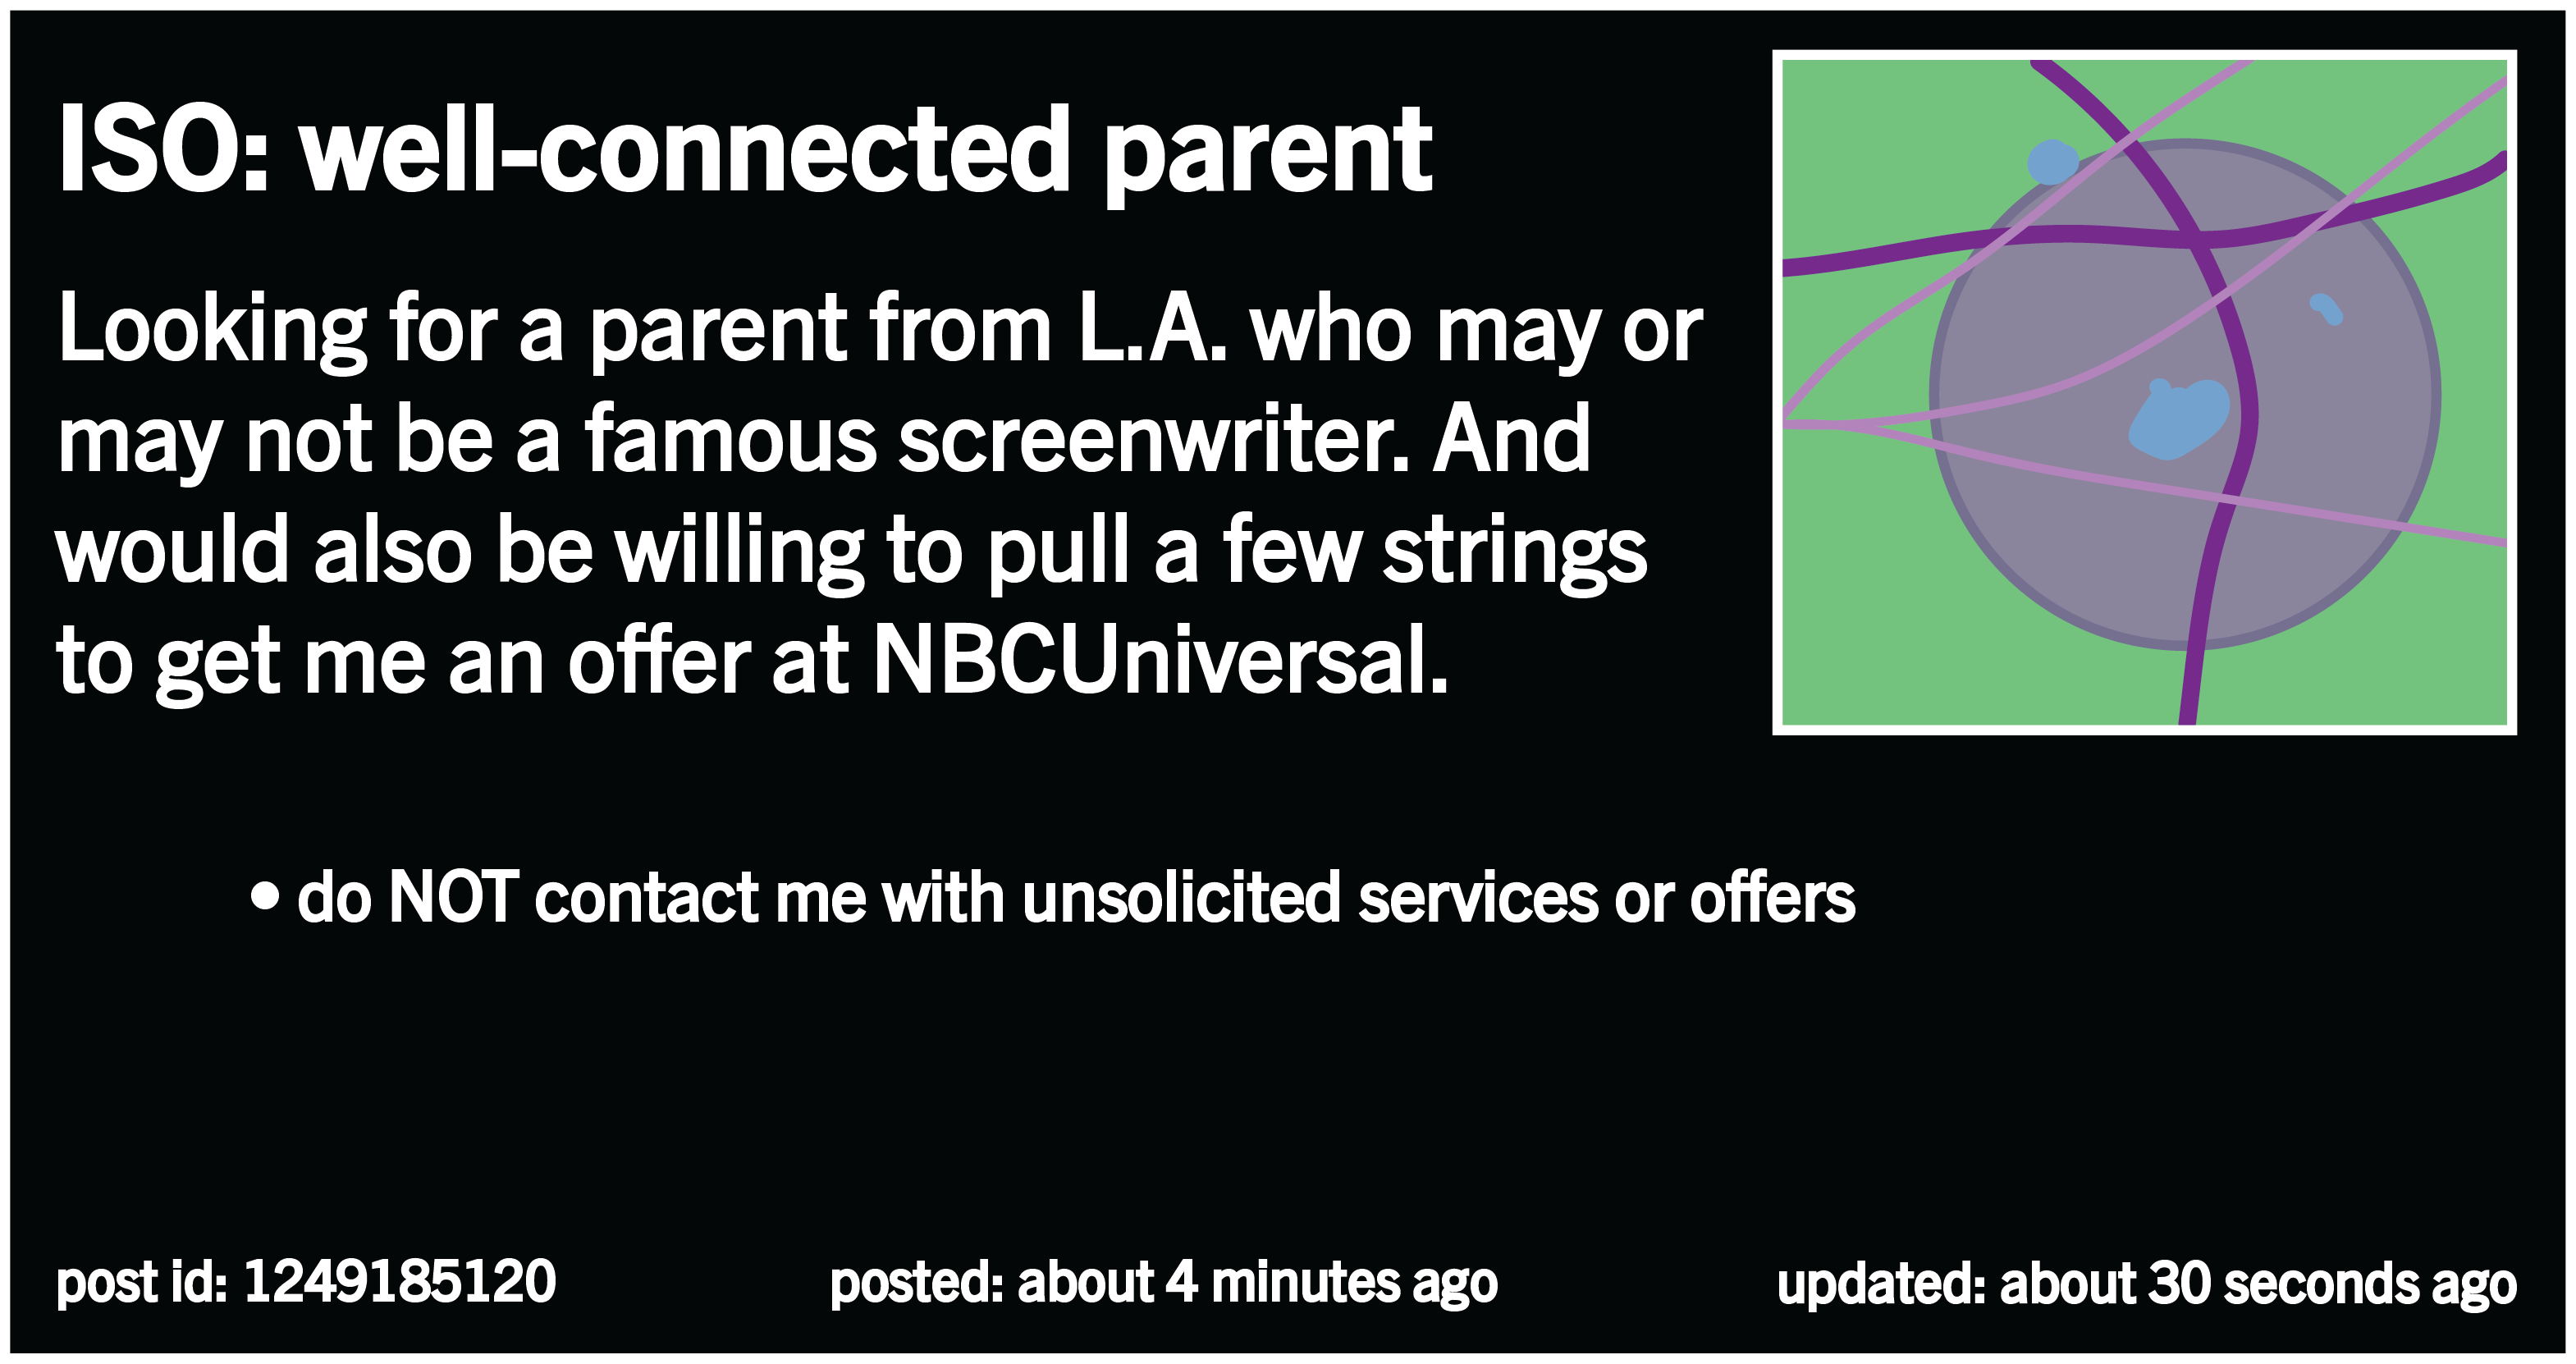 ISO: well-connected parent
Looking for a parent from L.A. who may or
may not be a famous screenwriter. And
would also be willing to pull a few strings
to get me an offer at NBCUniversal.
• do NOT contact me with unsolicited services or offers
post id: 1249185120
posted: about 4 minutes ago
updated: about 30 seconds ago